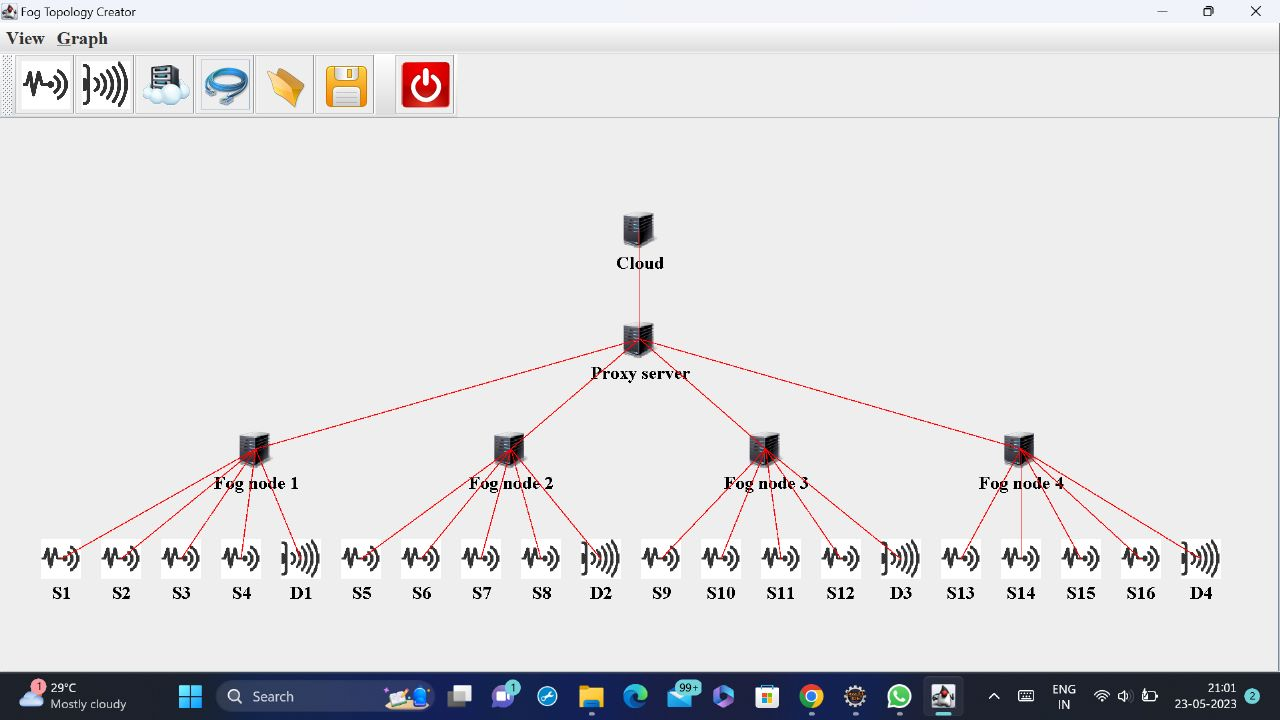 Fog Topology Creator
View Graph
Cloud
Proxy server
Fog node 1 Fog node 2 Fog node 3 Fog node 4
S1 S2 S3 S4 D1 S5 S6 S7 S8 D2 S9 S10 S11 S12 D3 S13 S14 S15 S16 D4
1
29°C
Mostly cloudy
Search
1
99+
ENG
IN
21:01
23-05-2023
2